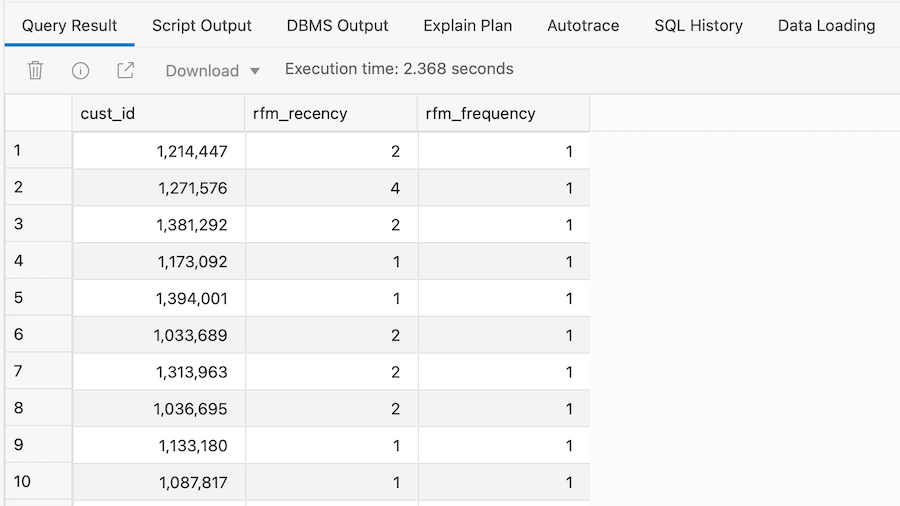 Query Result Script Output DBMS Output Explain Plan Autotrace SQL History Data Loading
Download Execution time: 2.368 seconds
cust_id rfm_recency rfm_frequency
1 1,214,447 2 1
2 1,271,576 4 1
3 1,381,292 2 1
4 1,173,092 1 1
5 1,394,001 1 1
6 1,033,689 2 1
7 1,313,963 2 1
8 1,036,695 2 1
9 1,133,180 1 1
10 1,087,817 1 1